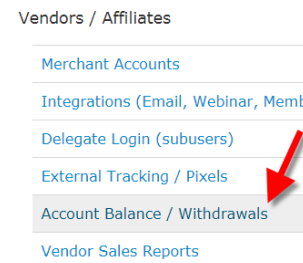 Vendors / Affiliates
Merchant Accounts
Integrations (Email, Webinar, Memb
Delegate Login (subusers)
External Tracking / Pixels
Account Balance / Withdrawals
Vendor Sales Reports